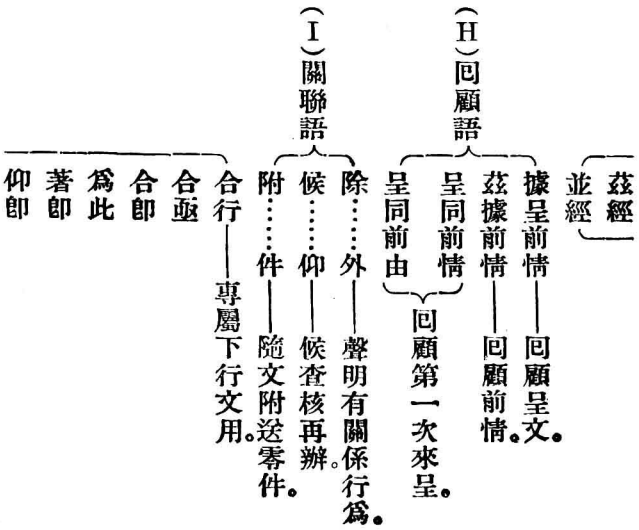 茲經
並經
(H)回顧語
據呈前情——回顧呈文。
茲據前情——回顧前情。
呈同前情
呈同前由
回顧第一次來呈。
(I)關聯語
除……外——聲明有關係行爲。
候……仰——候查核再辦。
附……件——隨文附送零件。
合行——專屬下行文用。
合亟
合卽
爲此
著卽
仰卽